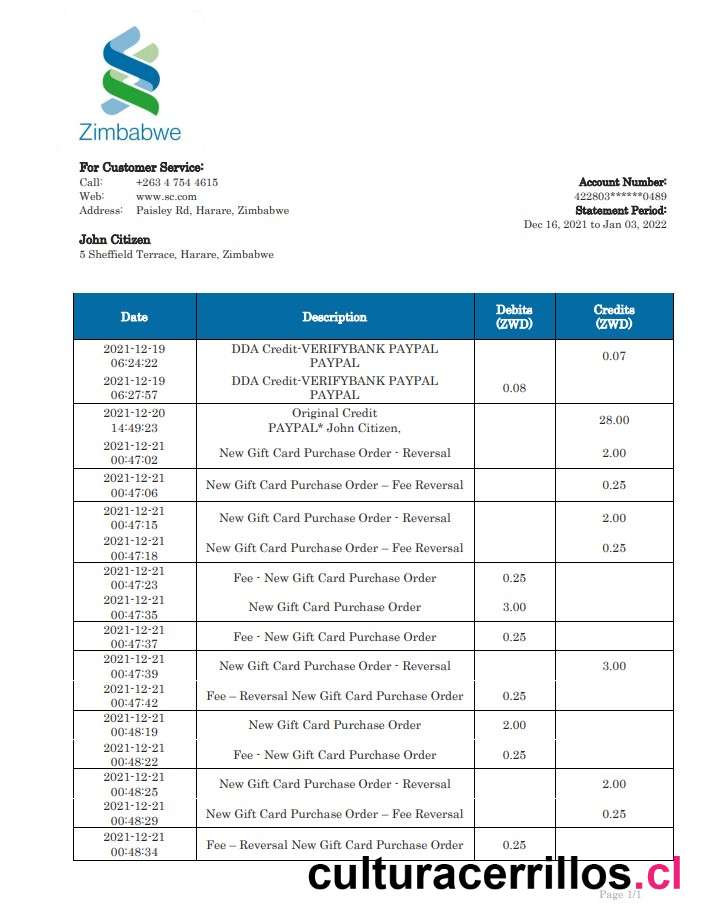 Zimbabwe
For Customer Service:
Call: +263 4 754 4615
Web: www.sc.com
Address: Paisley Rd, Harare, Zimbabwe
Account Number:
422803******0489
Statement Period:
Dec 16, 2021 to Jan 03, 2022
John Citizen
5 Sheffield Terrace, Harare, Zimbabwe
Date Description Debits (ZWD) Credits (ZWD)
2021-12-19 06:24:22 DDA Credit-VERIFYBANK PAYPAL PAYPAL 0.07
2021-12-19 06:27:57 DDA Credit-VERIFYBANK PAYPAL PAYPAL 0.08
2021-12-20 14:49:23 Original Credit PAYPAL* John Citizen, 28.00
2021-12-21 00:47:02 New Gift Card Purchase Order - Reversal 2.00
2021-12-21 00:47:06 New Gift Card Purchase Order – Fee Reversal 0.25
2021-12-21 00:47:15 New Gift Card Purchase Order - Reversal 2.00
2021-12-21 00:47:18 New Gift Card Purchase Order – Fee Reversal 0.25
2021-12-21 00:47:23 Fee - New Gift Card Purchase Order 0.25
2021-12-21 00:47:35 New Gift Card Purchase Order 3.00
2021-12-21 00:47:37 Fee - New Gift Card Purchase Order 0.25
2021-12-21 00:47:39 New Gift Card Purchase Order - Reversal 3.00
2021-12-21 00:47:42 Fee – Reversal New Gift Card Purchase Order 0.25
2021-12-21 00:48:19 New Gift Card Purchase Order 2.00
2021-12-21 00:48:22 Fee - New Gift Card Purchase Order 0.25
2021-12-21 00:48:25 New Gift Card Purchase Order - Reversal 2.00
2021-12-21 00:48:29 New Gift Card Purchase Order – Fee Reversal 0.25
2021-12-21 00:48:34 Fee – Reversal New Gift Card Purchase Order 0.25
culturacerrillos.cl
Page 1/1